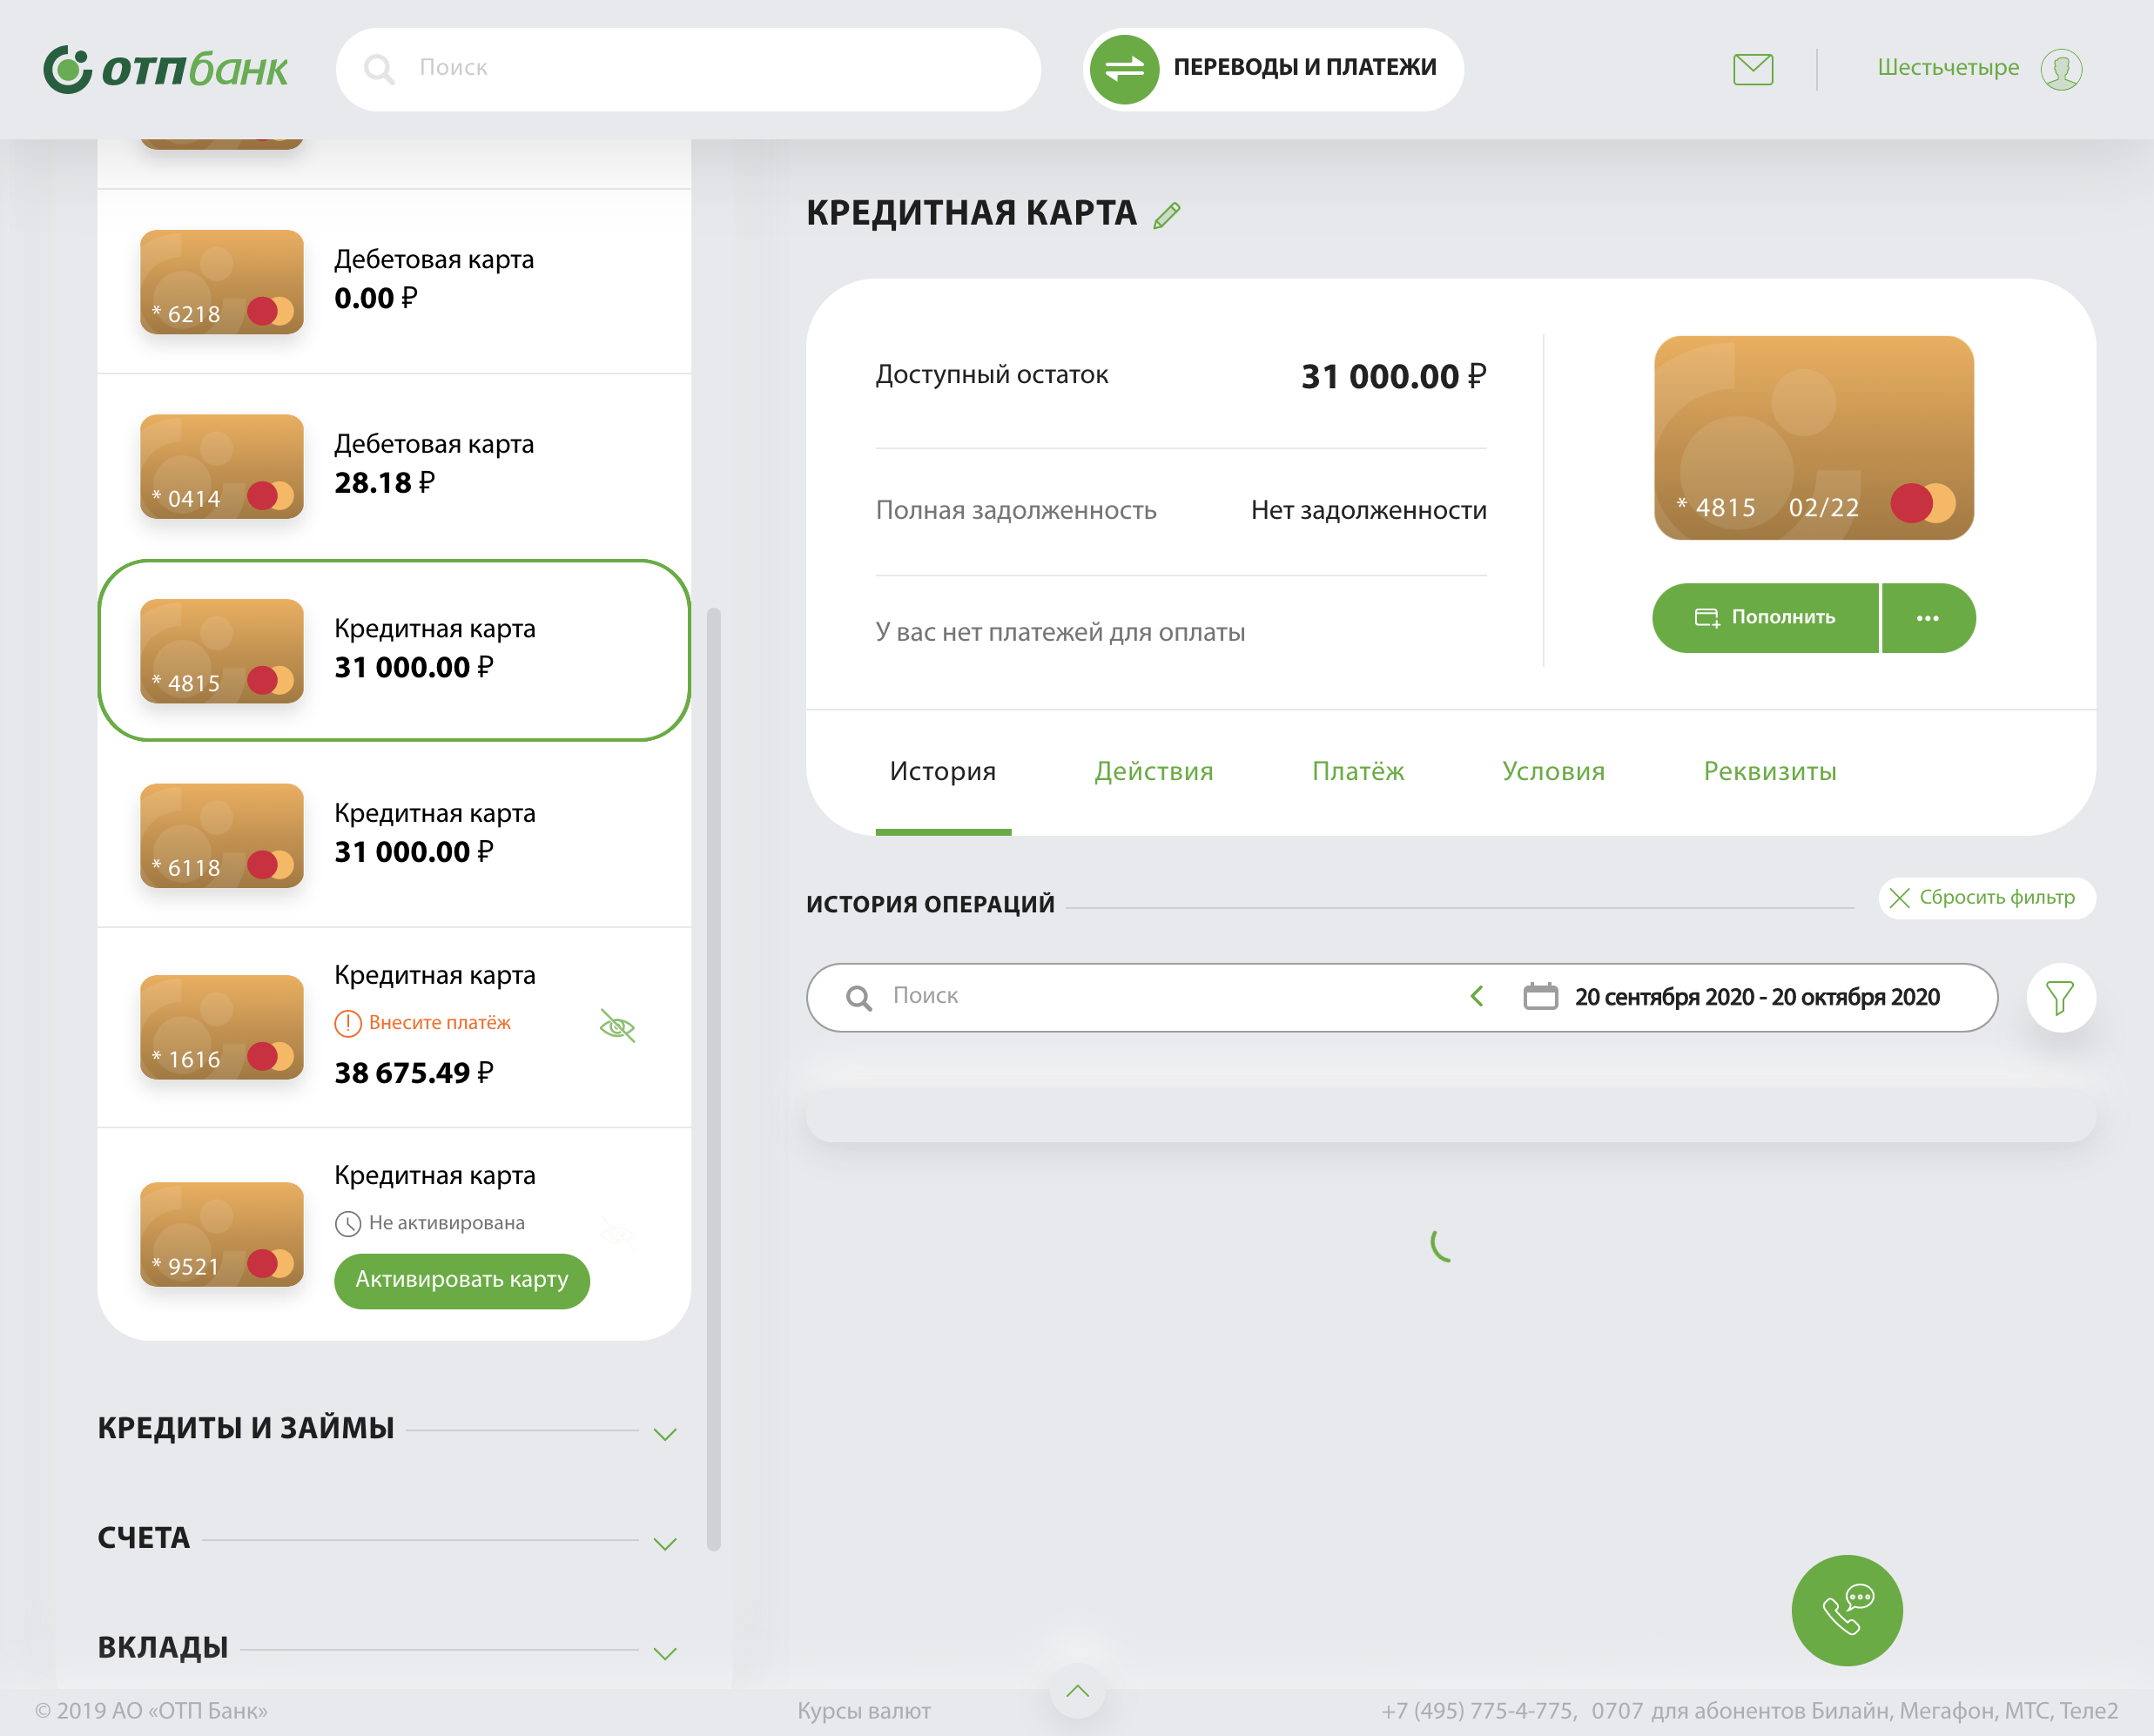 ОТПбанк
Поиск
ПЕРЕВОДЫ И ПЛАТЕЖИ
Шестьчетыре
Дебетовая карта
0.00 ₽
* 6218
Дебетовая карта
28.18 ₽
* 0414
Кредитная карта
31 000.00 ₽
* 4815
Кредитная карта
31 000.00 ₽
* 6118
Кредитная карта
Внесите платёж
38 675.49 ₽
* 1616
Кредитная карта
Не активирована
Активировать карту
* 9521
КРЕДИТЫ И ЗАЙМЫ
СЧЕТА
ВКЛАДЫ
КРЕДИТНАЯ КАРТА
Доступный остаток 31 000.00 ₽
Полная задолженность Нет задолженности
У вас нет платежей для оплаты
* 4815 02/22
Пополнить
История Действия Платёж Условия Реквизиты
ИСТОРИЯ ОПЕРАЦИЙ
Сбросить фильтр
Поиск
20 сентября 2020 - 20 октября 2020
© 2019 АО «ОТП Банк»
Курсы валют
+7 (495) 775-4-775, 0707 для абонентов Билайн, Мегафон, МТС, Теле2